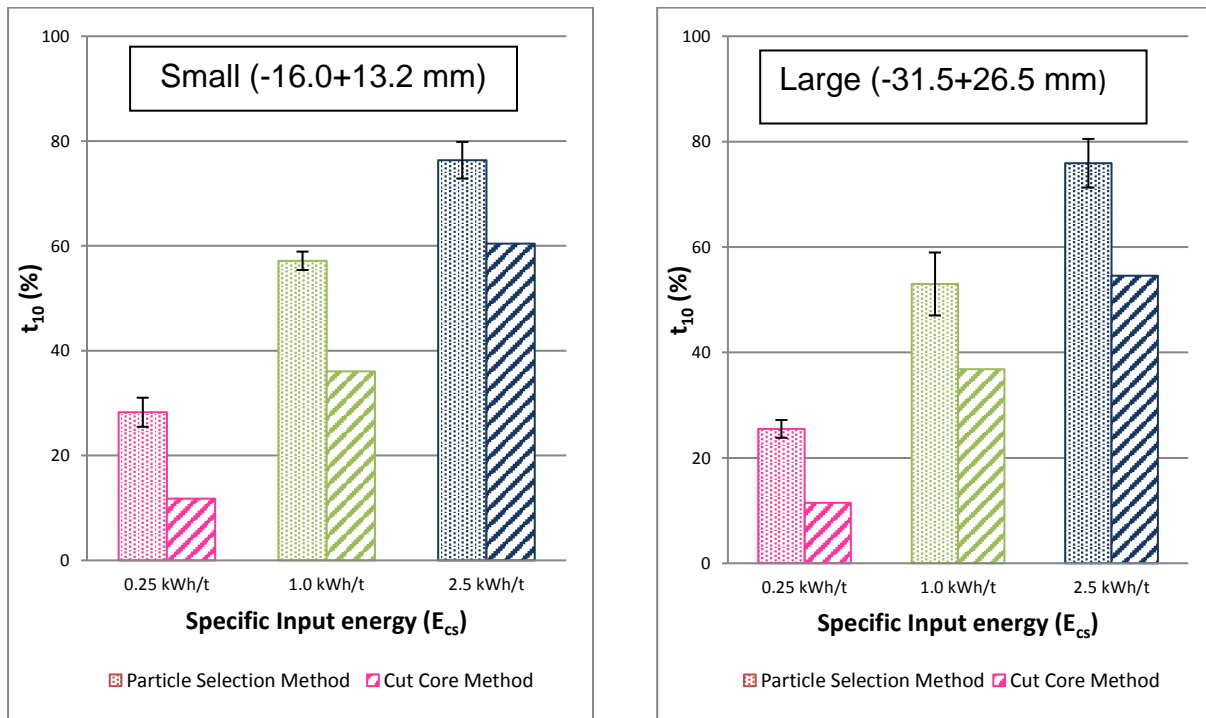 Small (-16.0+13.2 mm)
100
80
60
40
20
0
t10 (%)
0.25 kWh/t 1.0 kWh/t 2.5 kWh/t
Specific Input energy (Ecs)
Particle Selection Method Cut Core Method
Large (-31.5+26.5 mm)
100
80
60
40
20
0
t10 (%)
0.25 kWh/t 1.0 kWh/t 2.5 kWh/t
Specific Input energy (Ecs)
Particle Selection Method Cut Core Method